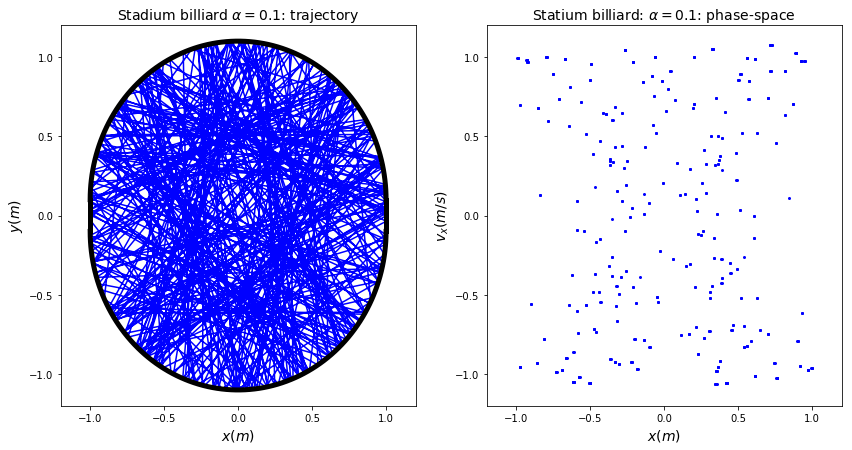 Stadium billiard α = 0.1: trajectory
Statium billiard: α = 0.1: phase-space
1.0
0.5
0.0
−0.5
−1.0
y(m)
−1.0 −0.5 0.0 0.5 1.0
x(m)
1.0
0.5
0.0
−0.5
−1.0
vₓ(m/s)
−1.0 −0.5 0.0 0.5 1.0
x(m)